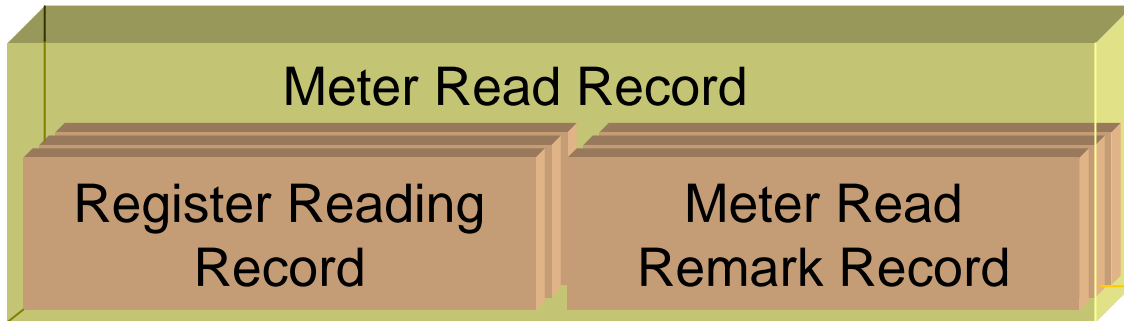 Meter Read Record
Register Reading
Record
Meter Read
Remark Record